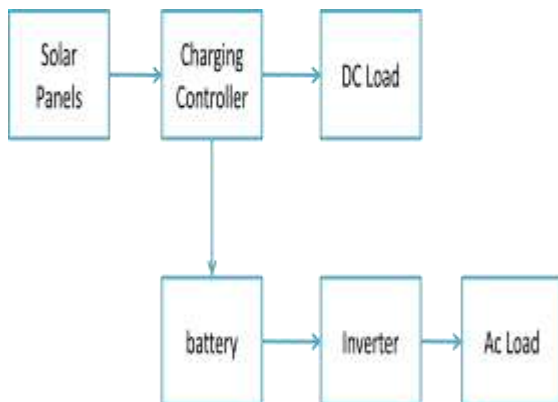 Solar
Panels
Charging
Controller
DC Load
battery
Inverter
Ac Load